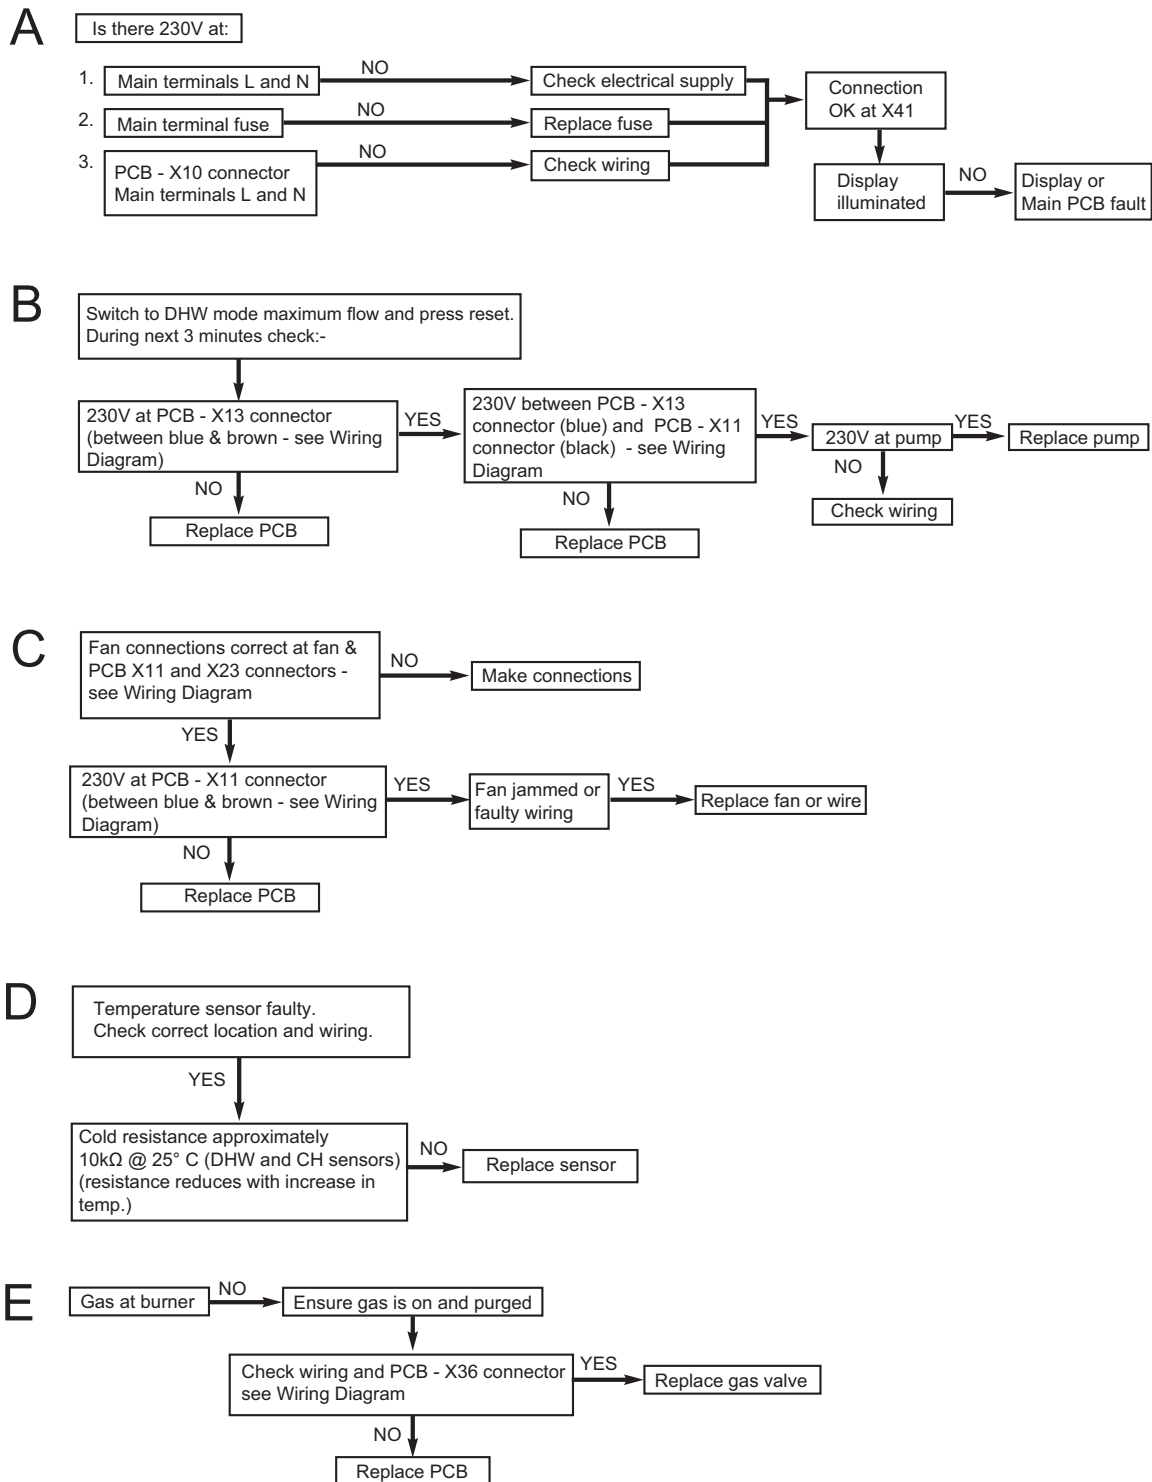 A
Is there 230V at:
1.
Main terminals L and N
NO
Check electrical supply
Connection
OK at X41
2.
Main terminal fuse
NO
Replace fuse
3.
PCB - X10 connector
Main terminals L and N
NO
Check wiring
Display
illuminated
NO
Display or
Main PCB fault
B
Switch to DHW mode maximum flow and press reset.
During next 3 minutes check:-
230V at PCB - X13 connector
(between blue & brown - see Wiring
Diagram)
YES
230V between PCB - X13
connector (blue) and PCB - X11
connector (black) - see Wiring
Diagram
YES
230V at pump
YES
Replace pump
NO
Replace PCB
NO
Replace PCB
NO
Check wiring
C
Fan connections correct at fan &
PCB X11 and X23 connectors -
see Wiring Diagram
NO
Make connections
YES
230V at PCB - X11 connector
(between blue & brown - see Wiring
Diagram)
YES
Fan jammed or
faulty wiring
YES
Replace fan or wire
NO
Replace PCB
D
Temperature sensor faulty.
Check correct location and wiring.
YES
Cold resistance approximately
10kΩ @ 25° C (DHW and CH sensors)
(resistance reduces with increase in
temp.)
NO
Replace sensor
E
Gas at burner
NO
Ensure gas is on and purged
Check wiring and PCB - X36 connector
see Wiring Diagram
YES
Replace gas valve
NO
Replace PCB